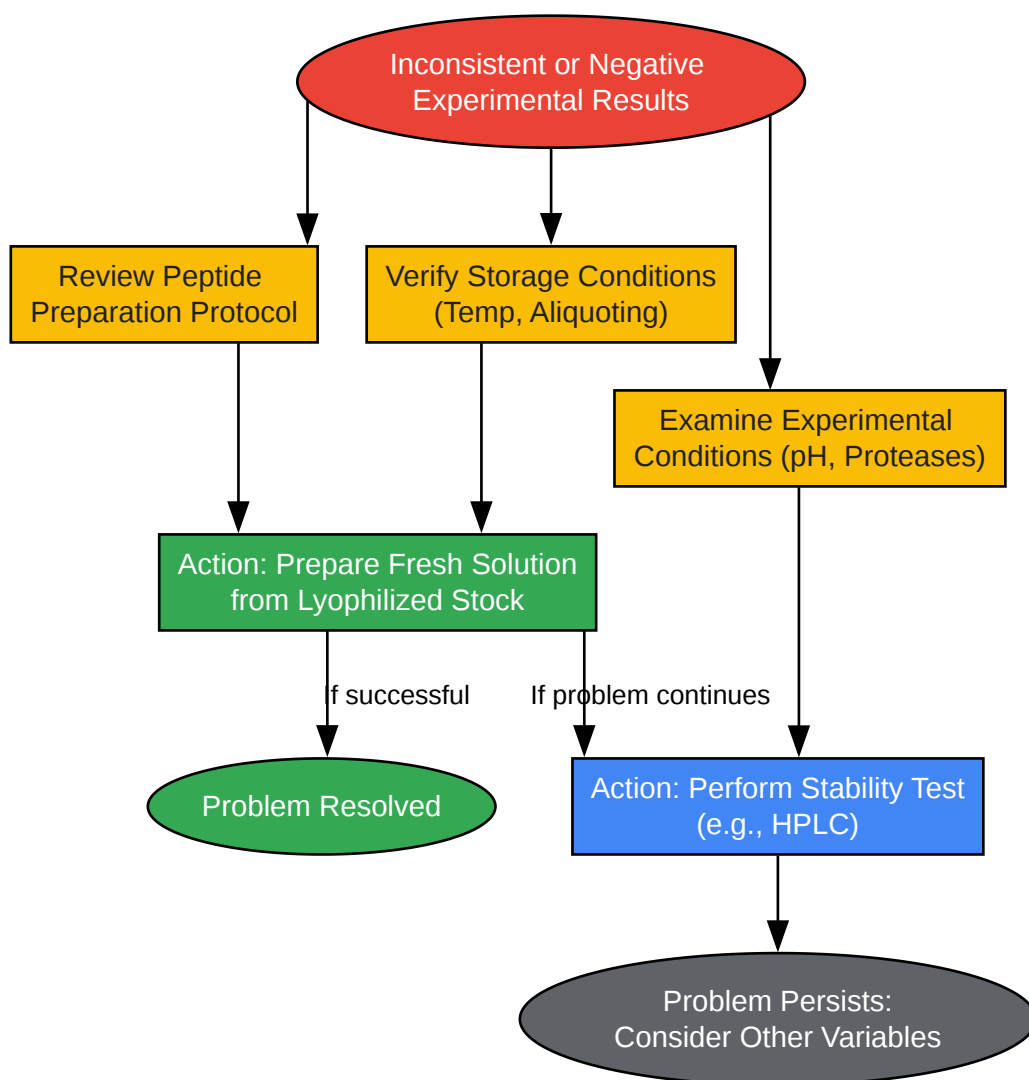 Inconsistent or Negative
Experimental Results
Review Peptide
Preparation Protocol
Verify Storage Conditions
(Temp, Aliquoting)
Examine Experimental
Conditions (pH, Proteases)
Action: Prepare Fresh Solution
from Lyophilized Stock
If successful
If problem continues
Problem Resolved
Action: Perform Stability Test
(e.g., HPLC)
Problem Persists:
Consider Other Variables